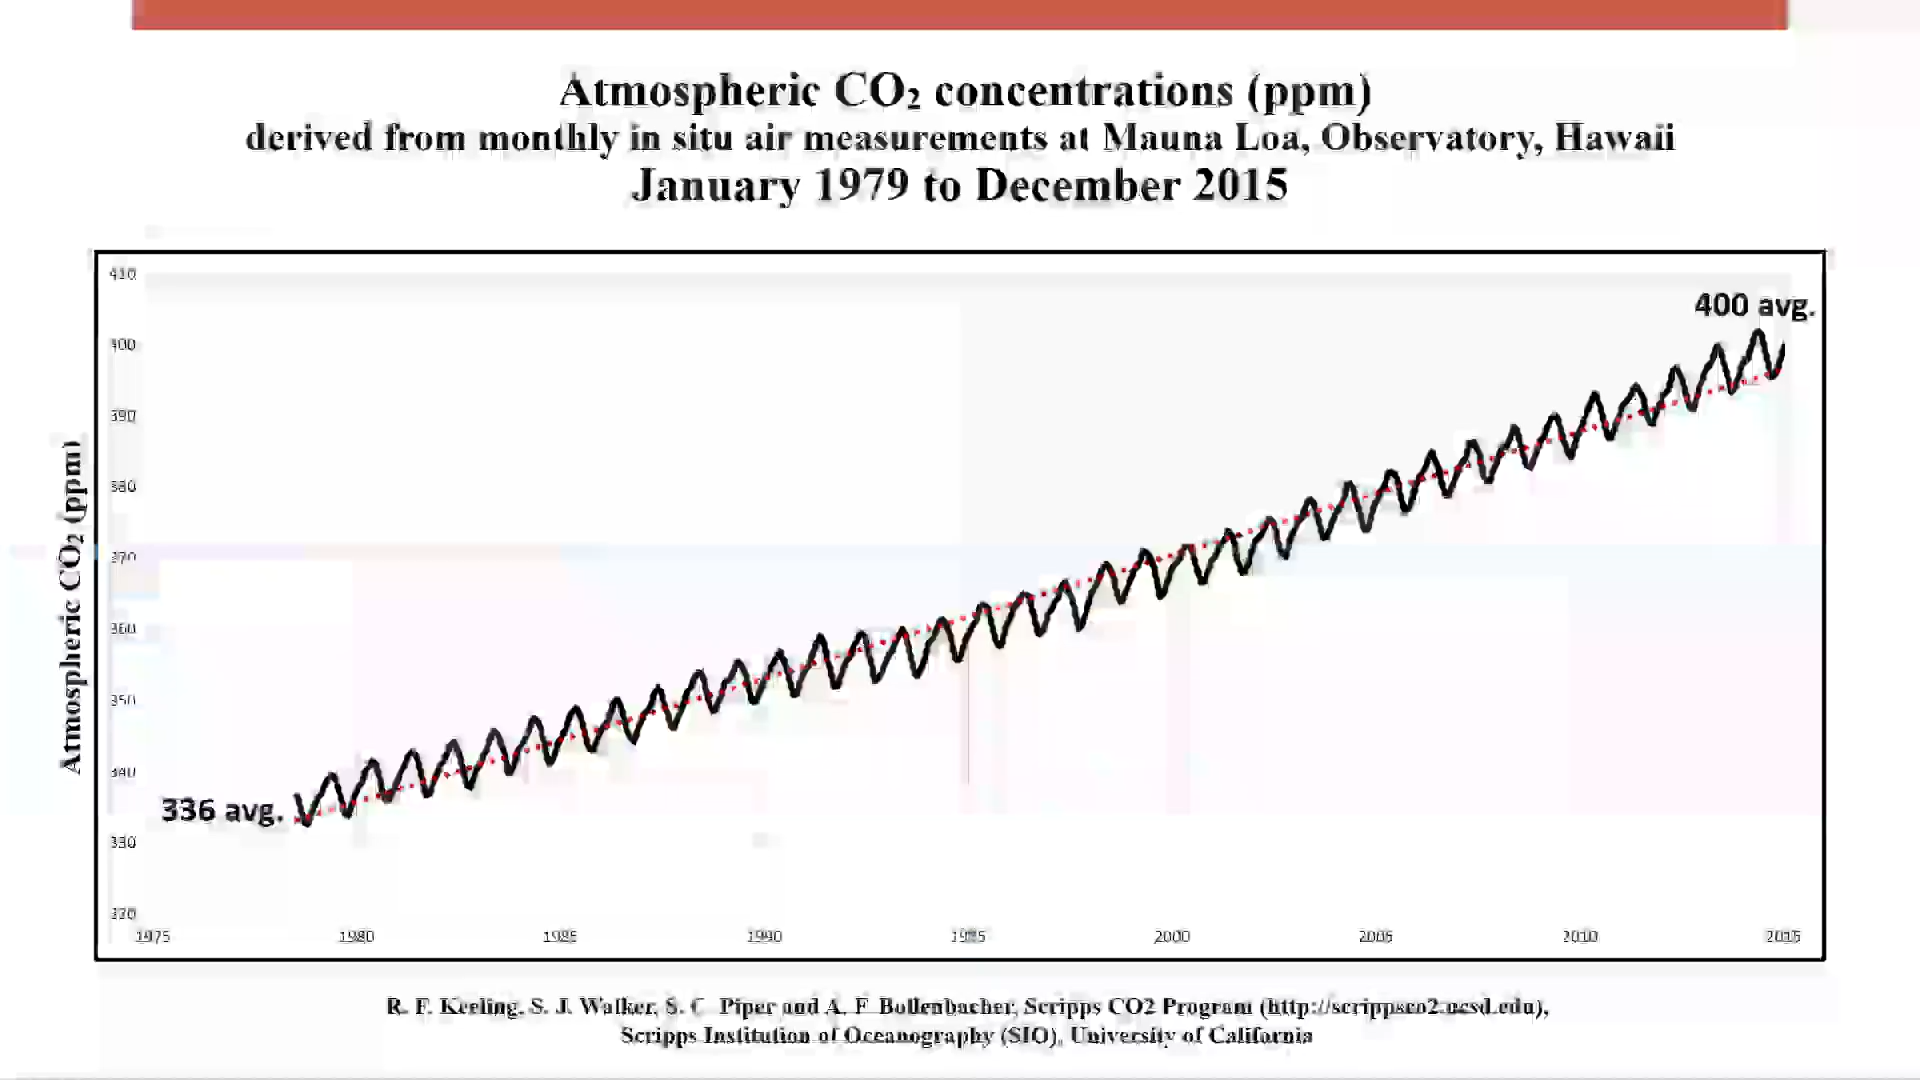 Atmospheric CO₂ concentrations (ppm)
derived from monthly in situ air measurements at Mauna Loa, Observatory, Hawaii
January 1979 to December 2015
Atmospheric CO₂ (ppm)
410
400
390
380
370
360
350
340
330
320
400 avg.
336 avg.
1975 1980 1985 1990 1995 2000 2005 2010 2015
R. F. Keeling, S. J. Walker, S. C. Piper and A. F. Bollenbacher, Scripps CO2 Program (http://scrippsco2.ucsd.edu),
Scripps Institution of Oceanography (SIO), University of California